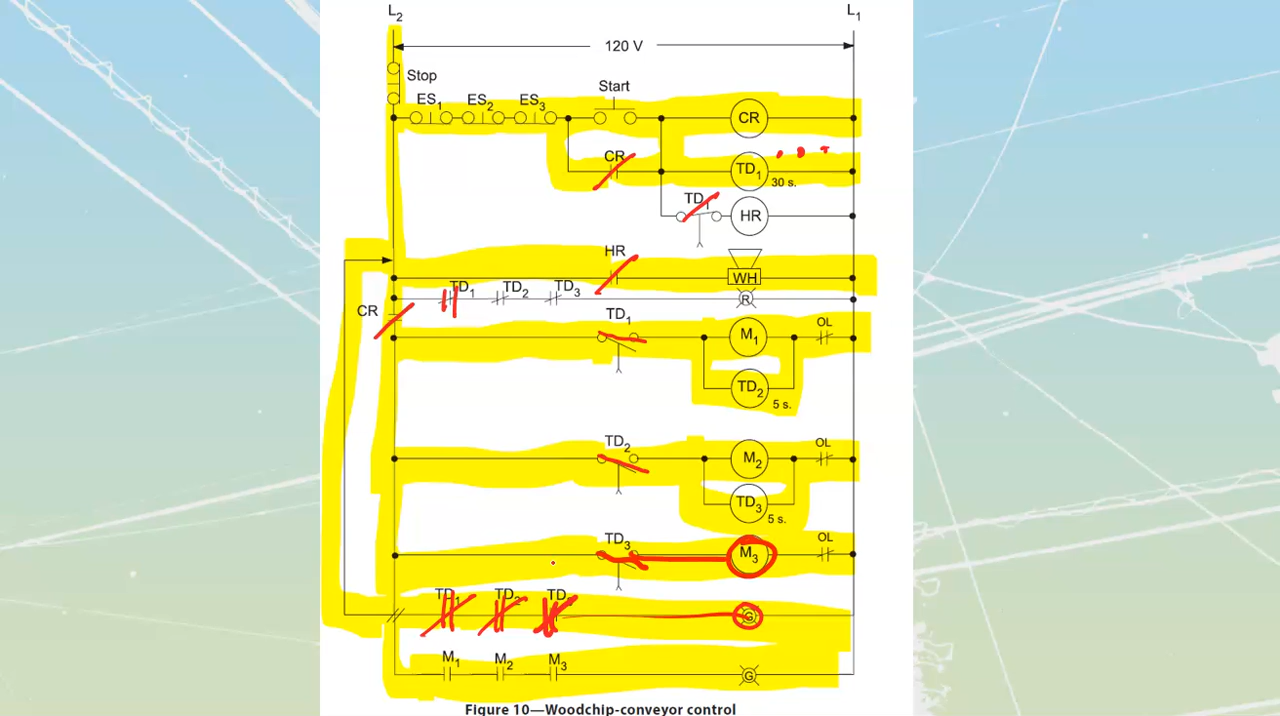 L2 L1
120 V
Stop
Start
ES1 ES2 ES3
CR
CR
TD1
30 s.
TD1
HR
HR
WH
TD1 TD2 TD3
R
CR
TD1
M1
OL
TD2
5 s.
TD2
M2
OL
TD3
5 s.
TD3
M3
OL
TD1 TD2 TD
G
M1 M2 M3
G
Figure 10—Woodchip-conveyor control